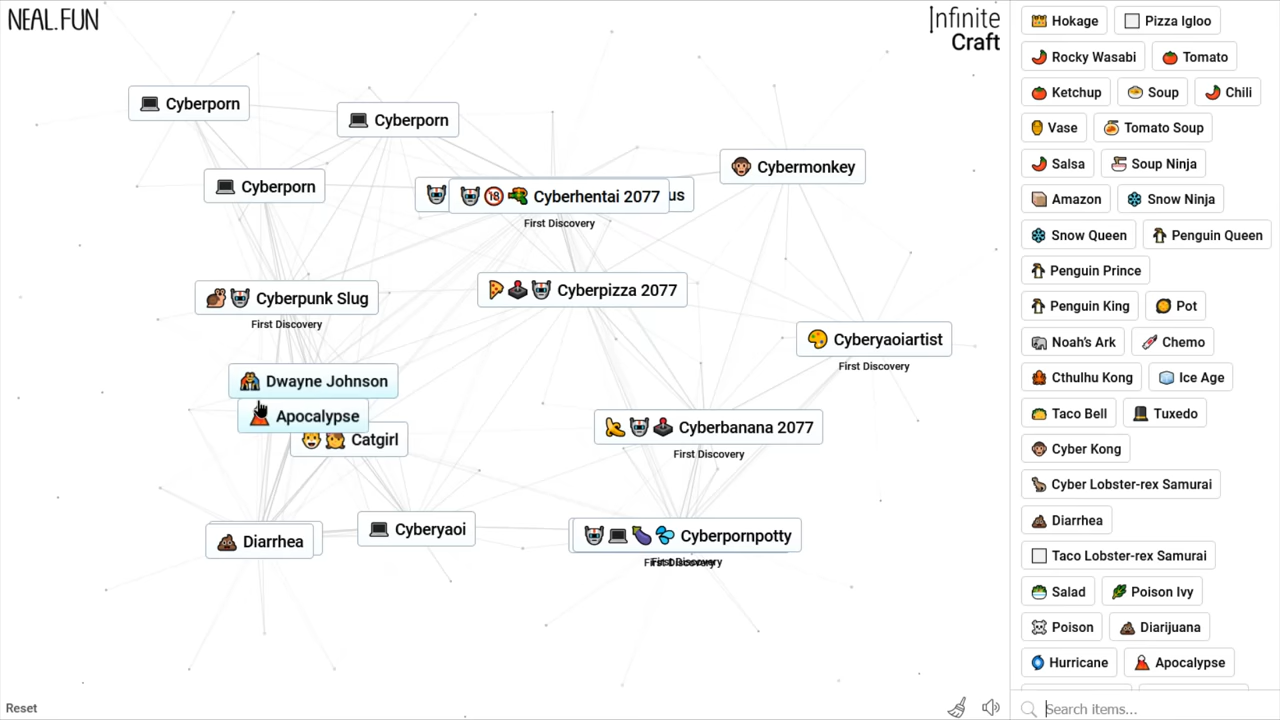 NEAL.FUN
Infinite
Craft
Cyberporn
Cyberporn
Cybermonkey
Cyberporn
Cyberhentai 2077
us
First Discovery
Cyberpizza 2077
Cyberpunk Slug
First Discovery
Cyberyaoiartist
First Discovery
Dwayne Johnson
Apocalypse
Catgirl
Cyberbanana 2077
First Discovery
Cyberyaoi
Diarrhea
Cyberpornpotty
First Discovery
Reset
Hokage Pizza Igloo
Rocky Wasabi Tomato
Ketchup Soup Chili
Vase Tomato Soup
Salsa Soup Ninja
Amazon Snow Ninja
Snow Queen Penguin Queen
Penguin Prince
Penguin King Pot
Noah's Ark Chemo
Cthulhu Kong Ice Age
Taco Bell Tuxedo
Cyber Kong
Cyber Lobster-rex Samurai
Diarrhea
Taco Lobster-rex Samurai
Salad Poison Ivy
Poison Diarijuana
Hurricane Apocalypse
Search items...